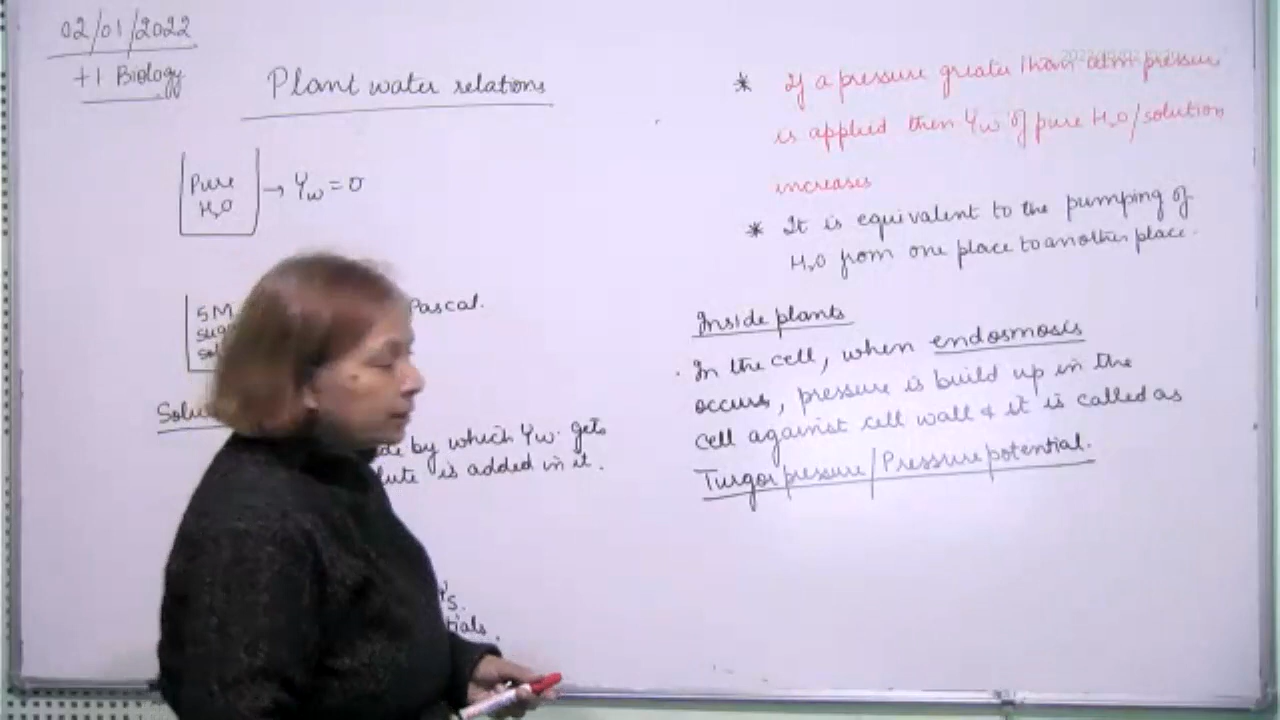 02/01/2022
+1 Biology
Plant water relations
Pure
H₂O
→ Ψw = 0
5M
Pascal.
by which Ψw gets
is added in it.
* If a pressure greater than atm pressure
is applied then Ψw of pure H₂O/solution
increases
* It is equivalent to the pumping of
H₂O from one place to another place.
Inside plants
. In the cell, when endosmosis
occurs, pressure is build up in the
cell against cell wall & it is called as
Turgor pressure/Pressure potential.